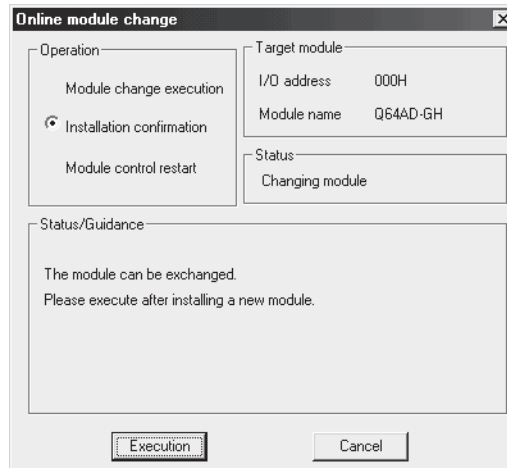 Online module change
Operation
Module change execution
Installation confirmation
Module control restart
Target module
I/O address 000H
Module name Q64AD-GH
Status
Changing module
Status/Guidance
The module can be exchanged.
Please execute after installing a new module.
Execution Cancel